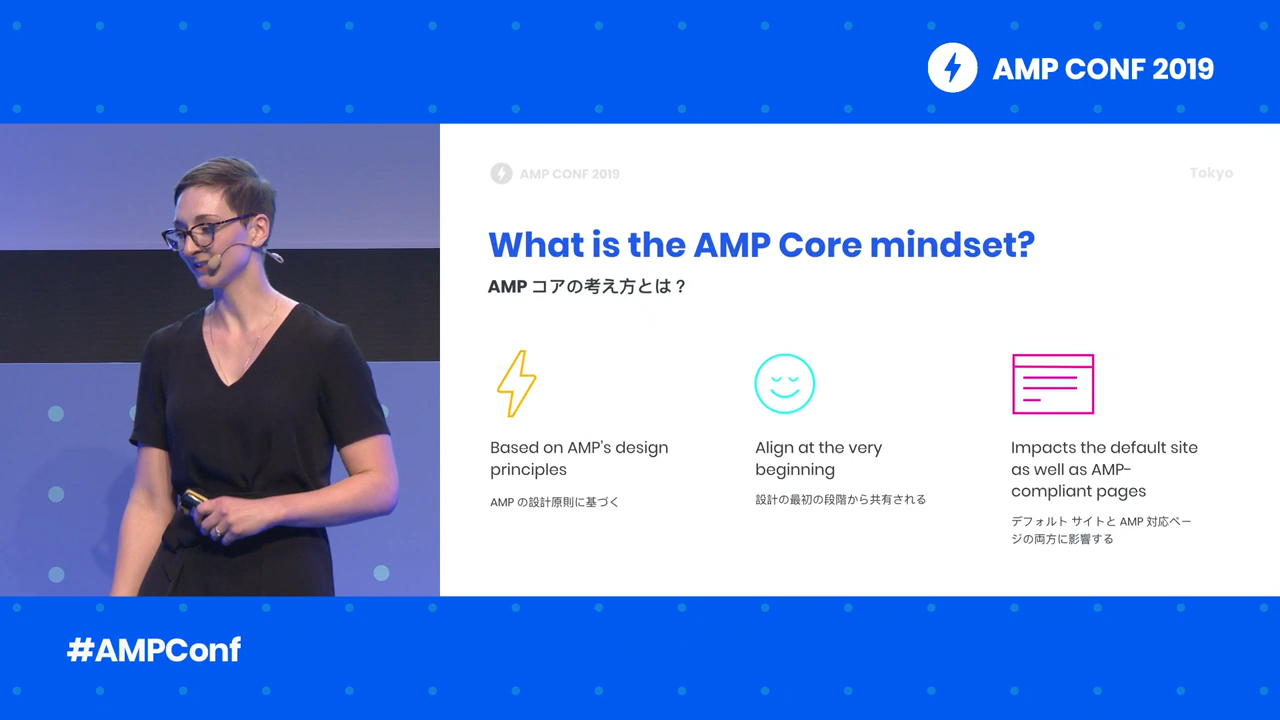 AMP CONF 2019
AMP CONF 2019
Tokyo
What is the AMP Core mindset?
AMP コアの考え方とは？
Based on AMP's design
principles
AMP の設計原則に基づく
Align at the very
beginning
設計の最初の段階から共有される
Impacts the default site
as well as AMP-
compliant pages
デフォルト サイトと AMP 対応ペー
ジの両方に影響する
#AMPConf